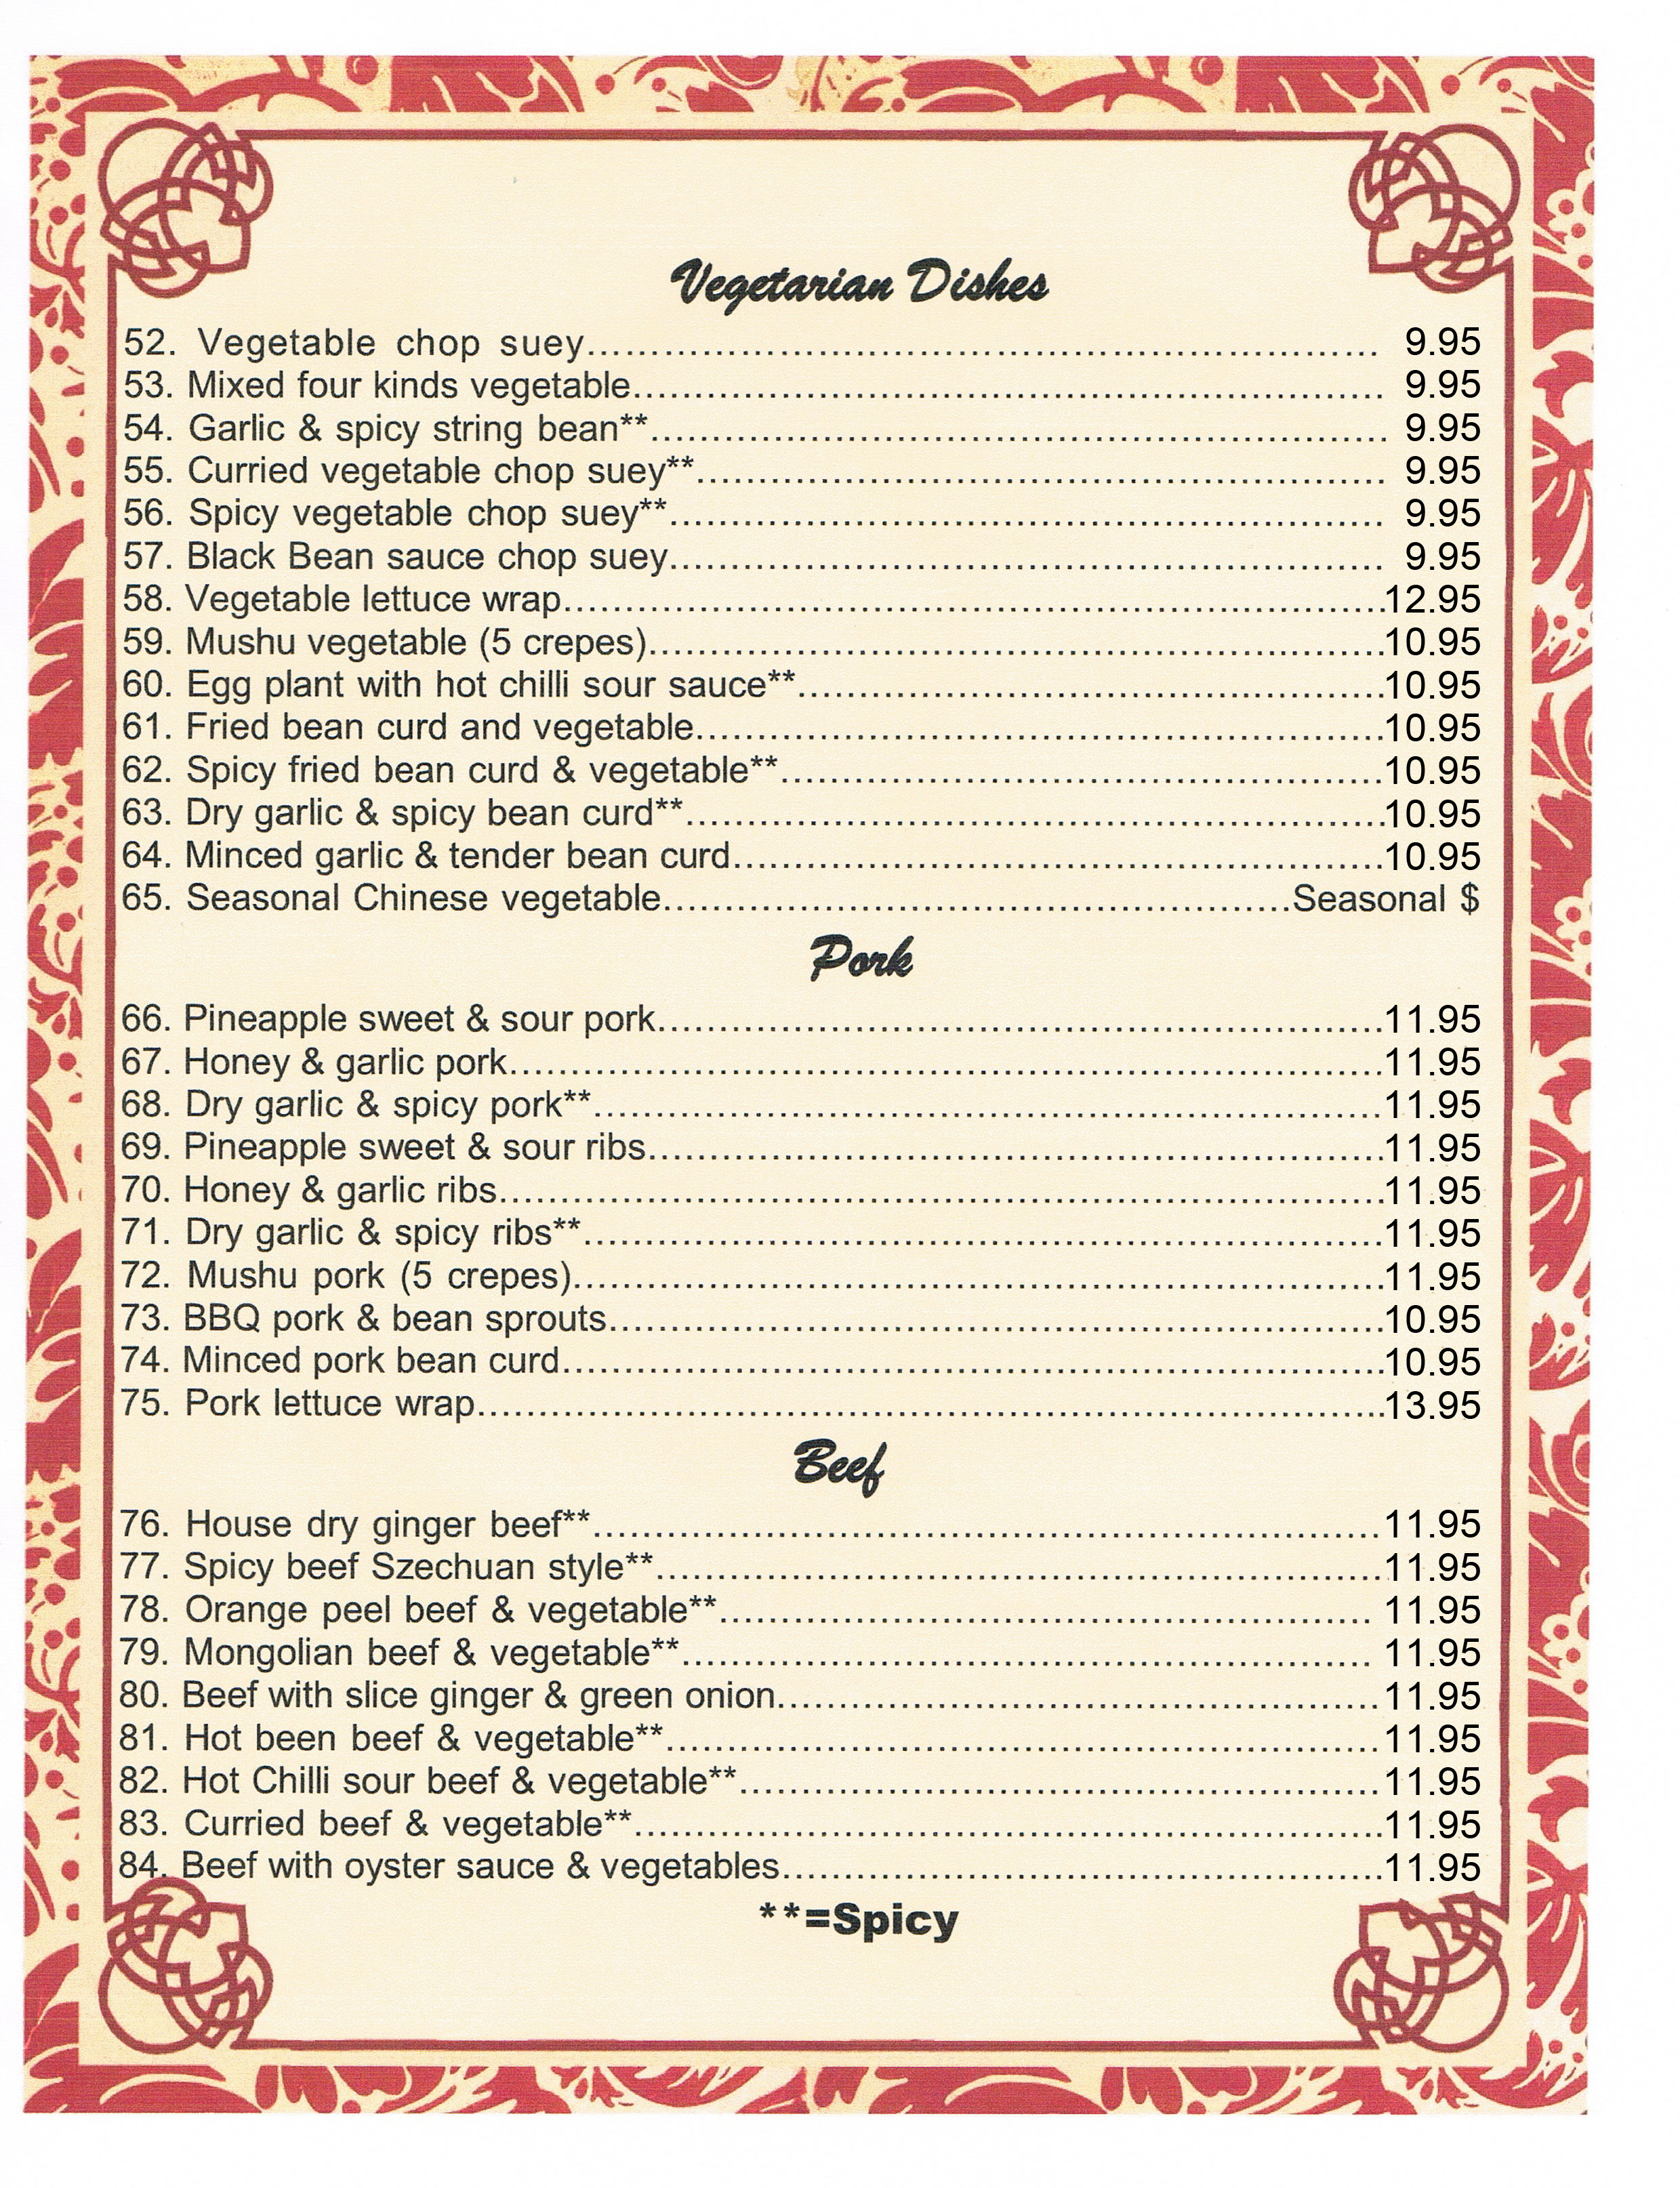 Vegetarian Dishes
52. Vegetable chop suey.............................................................. 9.95
53. Mixed four kinds vegetable........................................................... 9.95
54. Garlic & spicy string bean**.......................................................... 9.95
55. Curried vegetable chop suey**...................................................... 9.95
56. Spicy vegetable chop suey**......................................................... 9.95
57. Black Bean sauce chop suey......................................................... 9.95
58. Vegetable lettuce wrap.................................................................12.95
59. Mushu vegetable (5 crepes)..........................................................10.95
60. Egg plant with hot chilli sour sauce**..............................................10.95
61. Fried bean curd and vegetable.......................................................10.95
62. Spicy fried bean curd & vegetable**................................................10.95
63. Dry garlic & spicy bean curd**........................................................10.95
64. Minced garlic & tender bean curd....................................................10.95
65. Seasonal Chinese vegetable..................................................Seasonal $
Pork
66. Pineapple sweet & sour pork..........................................................11.95
67. Honey & garlic pork......................................................................11.95
68. Dry garlic & spicy pork**...............................................................11.95
69. Pineapple sweet & sour ribs...........................................................11.95
70. Honey & garlic ribs.......................................................................11.95
71. Dry garlic & spicy ribs**................................................................11.95
72. Mushu pork (5 crepes)..................................................................11.95
73. BBQ pork & bean sprouts..............................................................10.95
74. Minced pork bean curd..................................................................10.95
75. Pork lettuce wrap.........................................................................13.95
Beef
76. House dry ginger beef**................................................................11.95
77. Spicy beef Szechuan style**..........................................................11.95
78. Orange peel beef & vegetable**..................................................... 11.95
79. Mongolian beef & vegetable**........................................................ 11.95
80. Beef with slice ginger & green onion................................................11.95
81. Hot been beef & vegetable**.........................................................11.95
82. Hot Chilli sour beef & vegetable**...................................................11.95
83. Curried beef & vegetable**............................................................11.95
84. Beef with oyster sauce & vegetables................................................11.95
**=Spicy